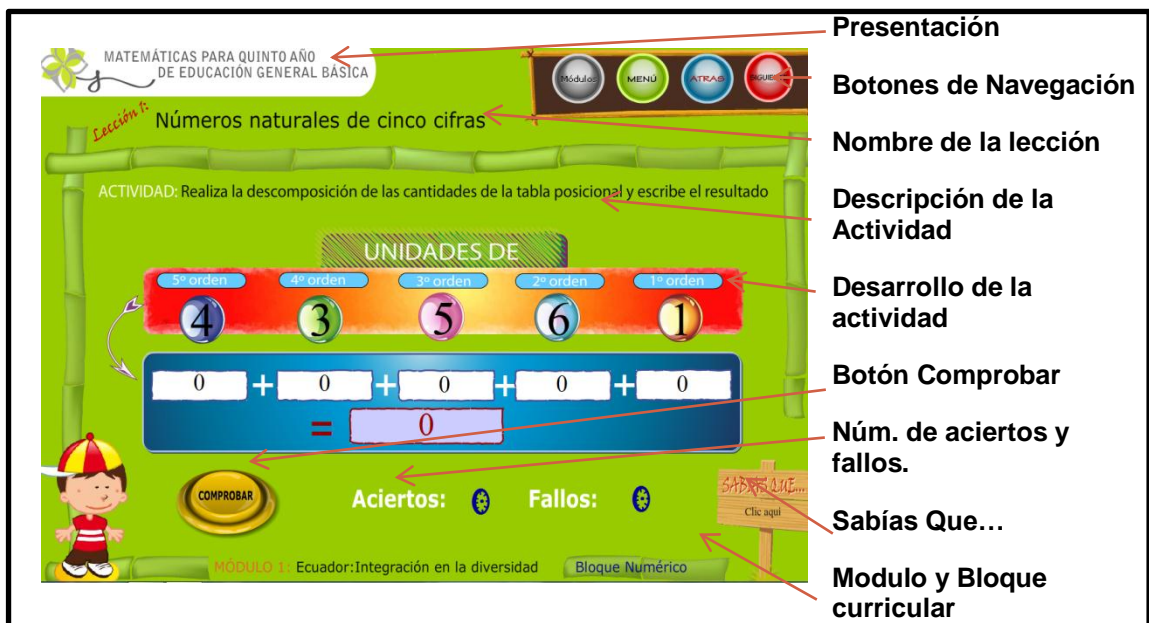 MATEMÁTICAS PARA QUINTO AÑO
DE EDUCACIÓN GENERAL BÁSICA
Módulos
MENÚ
ATRAS
Lección 1:
Números naturales de cinco cifras
ACTIVIDAD: Realiza la descomposición de las cantidades de la tabla posicional y escribe el resultado
UNIDADES DE
5º orden 4º orden 3º orden 2º orden 1º orden
4 3 5 6 1
0 + 0 + 0 + 0 + 0
= 0
COMPROBAR
Aciertos: 0 Fallos: 0
SABÍAS QUE...
Clic aquí
MÓDULO 1: Ecuador:Integración en la diversidad
Bloque Numérico
Presentación
Botones de Navegación
Nombre de la lección
Descripción de la
Actividad
Desarrollo de la
actividad
Botón Comprobar
Núm. de aciertos y
fallos.
Sabías Que…
Modulo y Bloque
curricular